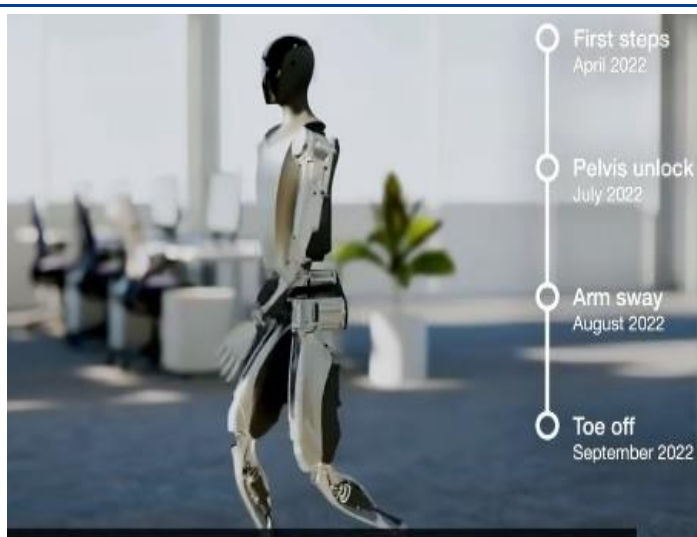 First steps
April 2022
Pelvis unlock
July 2022
Arm sway
August 2022
Toe off
September 2022